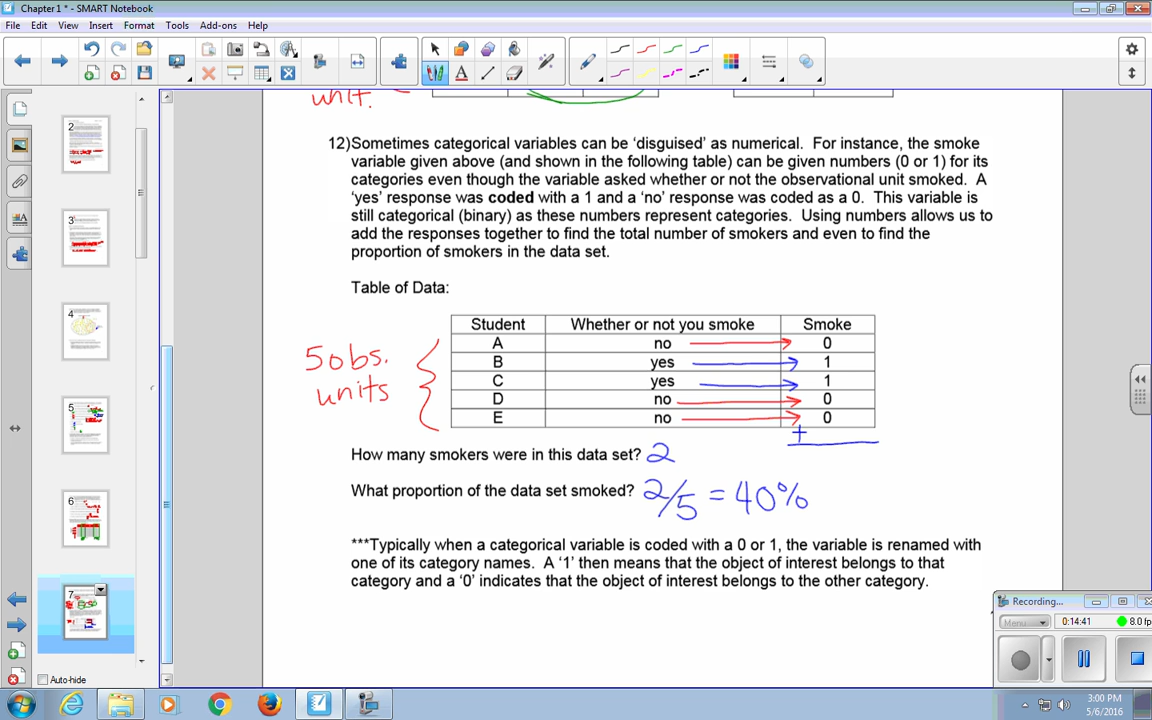 Chapter 1 * - SMART Notebook
File Edit View Insert Format Tools Add-ons Help
unit.
12)Sometimes categorical variables can be 'disguised' as numerical. For instance, the smoke
variable given above (and shown in the following table) can be given numbers (0 or 1) for its
categories even though the variable asked whether or not the observational unit smoked. A
'yes' response was coded with a 1 and a 'no' response was coded as a 0. This variable is
still categorical (binary) as these numbers represent categories. Using numbers allows us to
add the responses together to find the total number of smokers and even to find the
proportion of smokers in the data set.
Table of Data:
Student Whether or not you smoke Smoke
A no 0
B yes 1
C yes 1
D no 0
E no 0
5 obs.
units
+
How many smokers were in this data set? 2
What proportion of the data set smoked? 2/5 = 40%
***Typically when a categorical variable is coded with a 0 or 1, the variable is renamed with
one of its category names. A '1' then means that the object of interest belongs to that
category and a '0' indicates that the object of interest belongs to the other category.
2
3
4
5
6
7
Auto-hide
Recording...
Menu 0:14:41 8.0 fp
3:00 PM
5/6/2016